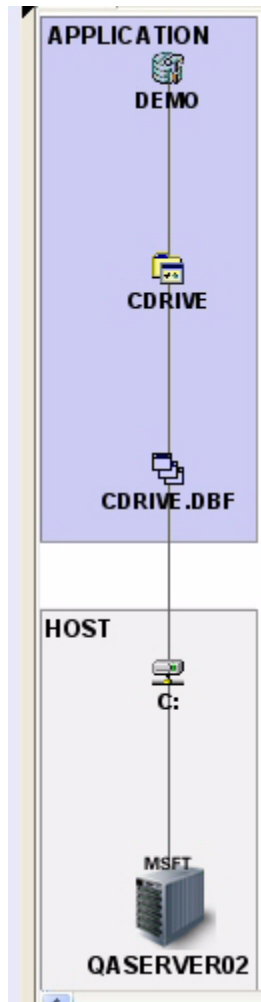 APPLICATION
DEMO
CDRIVE
CDRIVE.DBF
HOST
C:
MSFT
QASERVER02